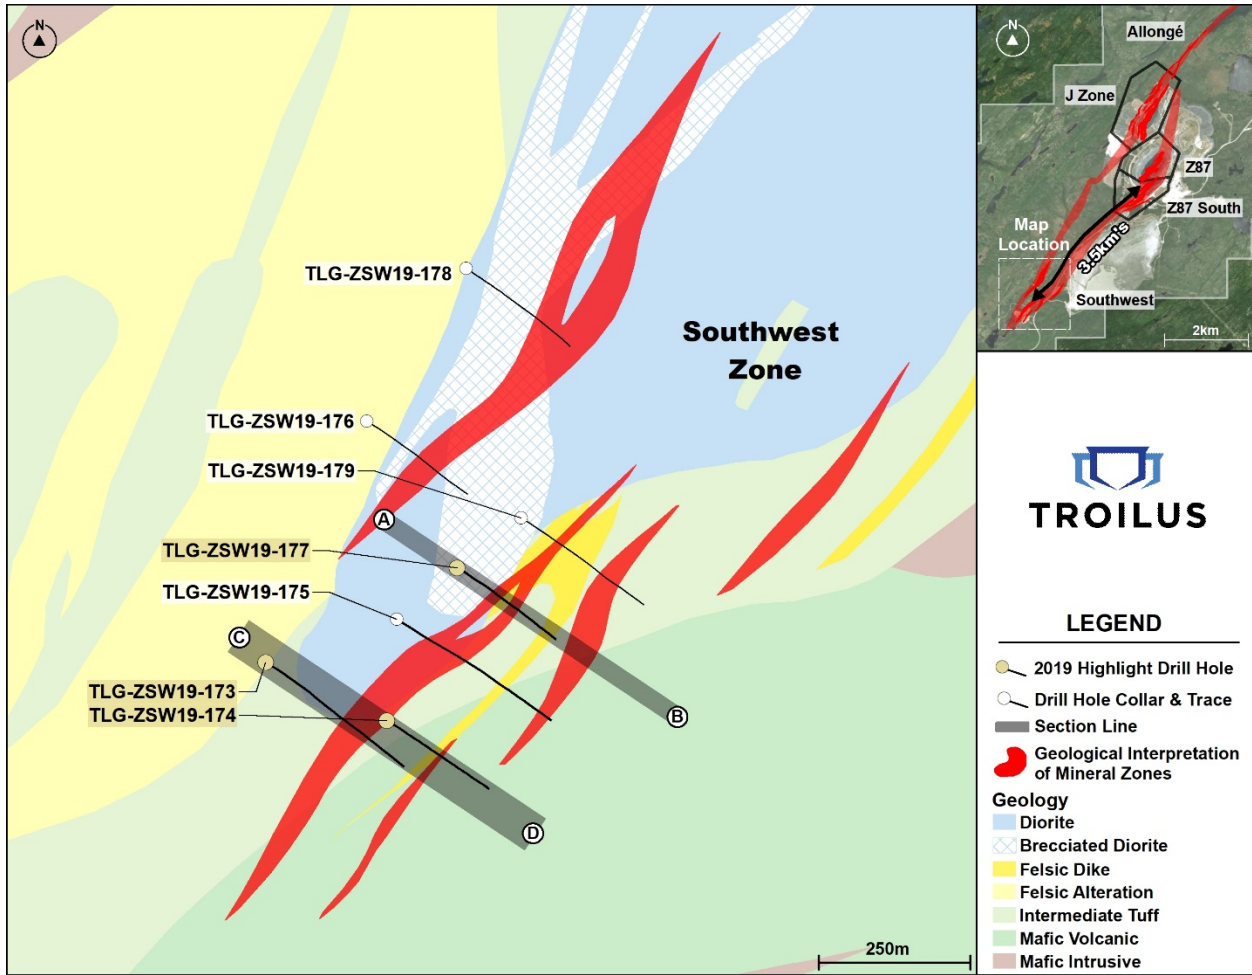 N
TLG-ZSW19-178
Southwest
Zone
TLG-ZSW19-176
TLG-ZSW19-179
A
TLG-ZSW19-177
TLG-ZSW19-175
C
TLG-ZSW19-173
TLG-ZSW19-174
B
D
250m
N
Allongé
J Zone
Z87
Z87 South
Map
Location
3.5km's
Southwest
2km
TROILUS
LEGEND
2019 Highlight Drill Hole
Drill Hole Collar & Trace
Section Line
Geological Interpretation
of Mineral Zones
Geology
Diorite
Brecciated Diorite
Felsic Dike
Felsic Alteration
Intermediate Tuff
Mafic Volcanic
Mafic Intrusive